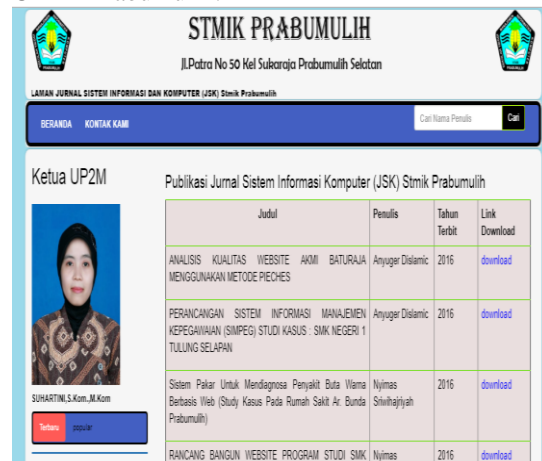 STMIK PRABUMULIH
Jl.Patra No 50 Kel Sukaraja Prabumulih Selatan
LAMAN JURNAL SISTEM INFORMASI DAN KOMPUTER (JSK) Stmik Prabumulih
BERANDA KONTAK KAMI
Cari Nama Penulis Cari
Ketua UP2M
Publikasi Jurnal Sistem Informasi Komputer (JSK) Stmik Prabumulih
Judul Penulis Tahun Terbit Link Download
ANALISIS KUALITAS WEBSITE AKMI BATURAJA Anyuger Dislamic 2016 download
MENGGUNAKAN METODE PIECHES
PERANCANGAN SISTEM INFORMASI MANAJEMEN Anyuger Dislamic 2016 download
KEPEGAWAIAN (SIMPEG) STUDI KASUS : SMK NEGERI 1
TULUNG SELAPAN
Sistem Pakar Untuk Mendiagnosa Penyakit Buta Warna Nyimas 2016 download
Berbasis Web (Study Kasus Pada Rumah Sakit Ar. Bunda Sriwihajriyah
Prabumulih)
SUHARTINI,S.Kom.,M.Kom
Terbaru popular
RANCANG BANGUN WEBSITE PROGRAM STUDI SMK Nyimas 2016 download